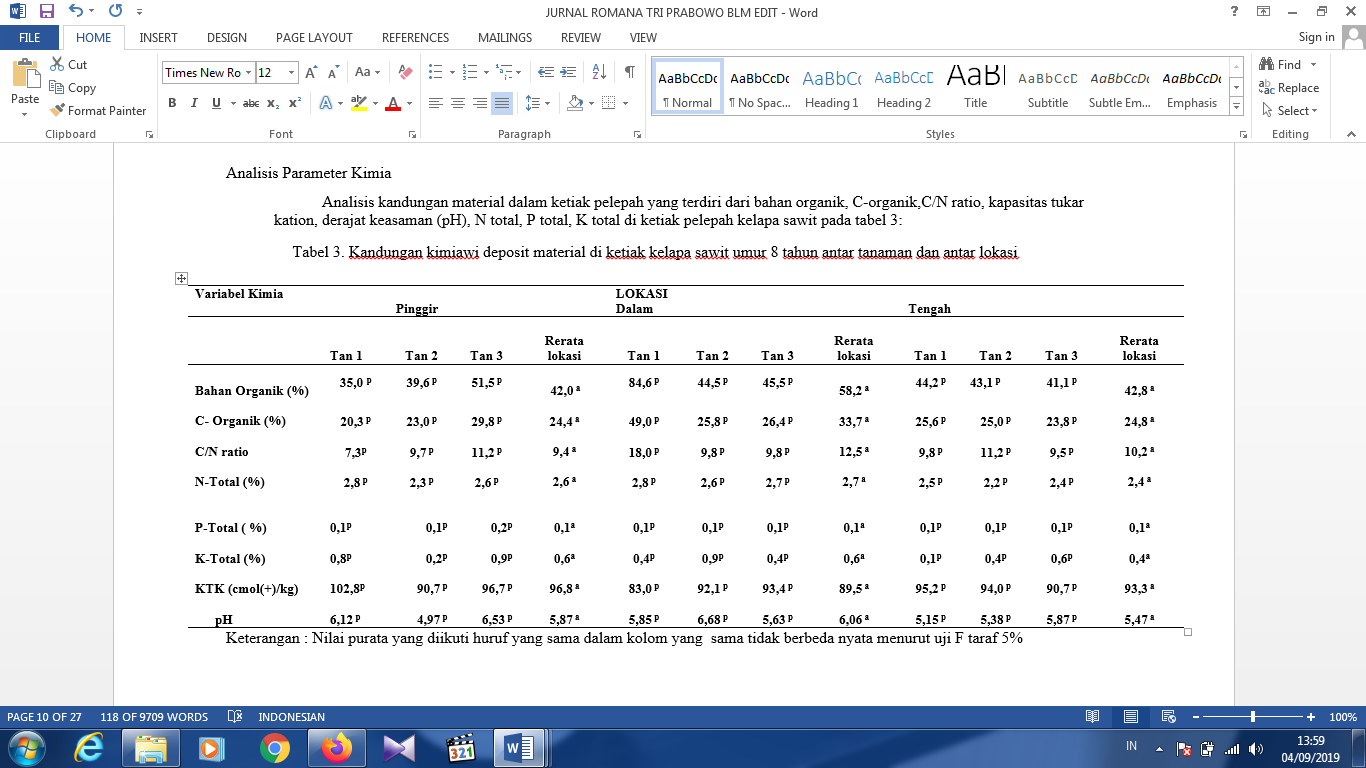 JURNAL ROMANA TRI PRABOWO BLM EDIT - Word
FILE HOME INSERT DESIGN PAGE LAYOUT REFERENCES MAILINGS REVIEW VIEW Sign in
Paste Cut Copy Format Painter
Clipboard
Times New Ro 12
B I U abc x₂ x²
Font
Paragraph
AaBbCcDc AaBbCcDc AaBbCc AaBbCc AaBl AaBbCcD AaBbCcDc AaBbCcDc
¶ Normal ¶ No Spac... Heading 1 Heading 2 Title Subtitle Subtle Em... Emphasis
Styles
Find Replace Select
Editing
Analisis Parameter Kimia
Analisis kandungan material dalam ketiak pelepah yang terdiri dari bahan organik, C-organik,C/N ratio, kapasitas tukar
kation, derajat keasaman (pH), N total, P total, K total di ketiak pelepah kelapa sawit pada tabel 3:
Tabel 3. Kandungan kimiawi deposit material di ketiak kelapa sawit umur 8 tahun antar tanaman dan antar lokasi
Variabel Kimia LOKASI
Pinggir Dalam Tengah
Tan 1 Tan 2 Tan 3 Rerata lokasi Tan 1 Tan 2 Tan 3 Rerata lokasi Tan 1 Tan 2 Tan 3 Rerata lokasi
Bahan Organik (%) 35,0 p 39,6 p 51,5 p 42,0 a 84,6 p 44,5 p 45,5 p 58,2 a 44,2 p 43,1 p 41,1 p 42,8 a
C- Organik (%) 20,3 p 23,0 p 29,8 p 24,4 a 49,0 p 25,8 p 26,4 p 33,7 a 25,6 p 25,0 p 23,8 p 24,8 a
C/N ratio 7,3p 9,7 p 11,2 p 9,4 a 18,0 p 9,8 p 9,8 p 12,5 a 9,8 p 11,2 p 9,5 p 10,2 a
N-Total (%) 2,8 p 2,3 p 2,6 p 2,6 a 2,8 p 2,6 p 2,7 p 2,7 a 2,5 p 2,2 p 2,4 p 2,4 a
P-Total ( %) 0,1p 0,1p 0,2p 0,1a 0,1p 0,1p 0,1p 0,1a 0,1p 0,1p 0,1p 0,1a
K-Total (%) 0,8p 0,2p 0,9p 0,6a 0,4p 0,9p 0,4p 0,6a 0,1p 0,4p 0,6p 0,4a
KTK (cmol(+)/kg) 102,8p 90,7 p 96,7 p 96,8 a 83,0 p 92,1 p 93,4 p 89,5 a 95,2 p 94,0 p 90,7 p 93,3 a
pH 6,12 p 4,97 p 6,53 p 5,87 a 5,85 p 6,68 p 5,63 p 6,06 a 5,15 p 5,38 p 5,87 p 5,47 a
Keterangan : Nilai purata yang diikuti huruf yang sama dalam kolom yang sama tidak berbeda nyata menurut uji F taraf 5%
PAGE 10 OF 27 118 OF 9709 WORDS INDONESIAN 100%
321
IN 13:59
04/09/2019